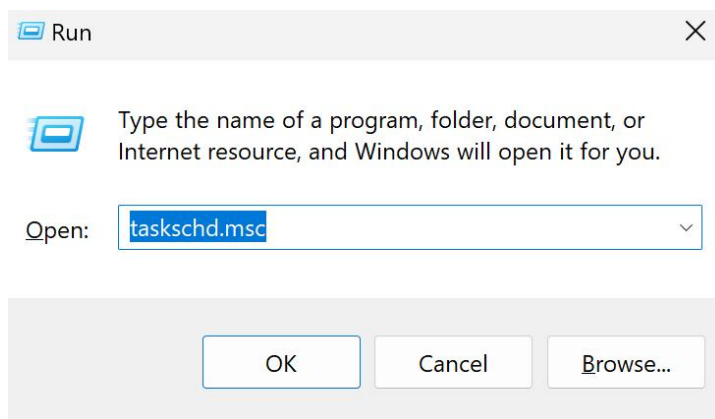 Run
Type the name of a program, folder, document, or
Internet resource, and Windows will open it for you.
Open: taskschd.msc
OK Cancel Browse...